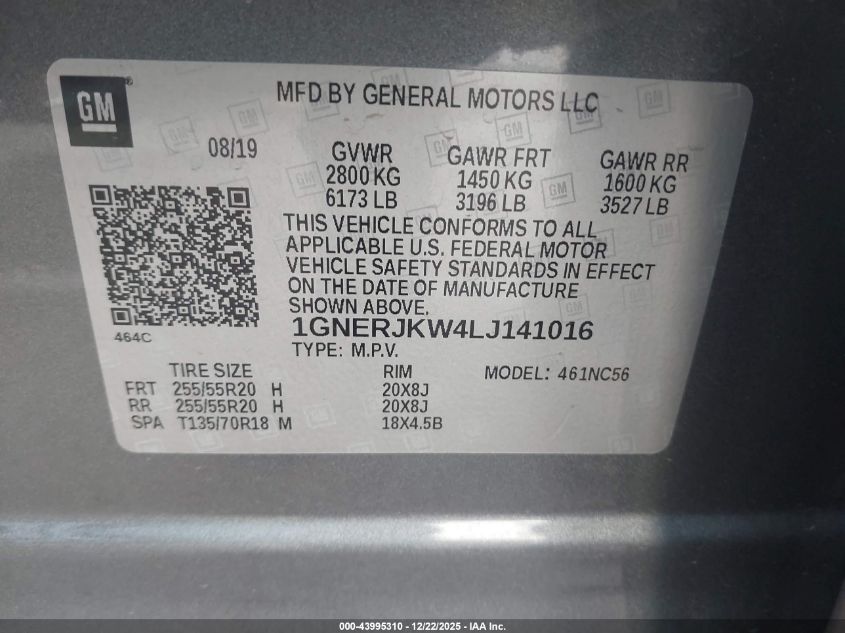 GM
MFD BY GENERAL MOTORS LLC
08/19
GVWR GAWR FRT GAWR RR
2800 KG 1450 KG 1600 KG
6173 LB 3196 LB 3527 LB
THIS VEHICLE CONFORMS TO ALL
APPLICABLE U.S. FEDERAL MOTOR
VEHICLE SAFETY STANDARDS IN EFFECT
ON THE DATE OF MANUFACTURE
SHOWN ABOVE.
464C
1GNERJKW4LJ141016
TYPE: M.P.V.
TIRE SIZE RIM MODEL: 461NC56
FRT 255/55R20 H 20X8J
RR 255/55R20 H 20X8J
SPA T135/70R18 M 18X4.5B
000-43995310 - 12/22/2025 - IAA Inc.